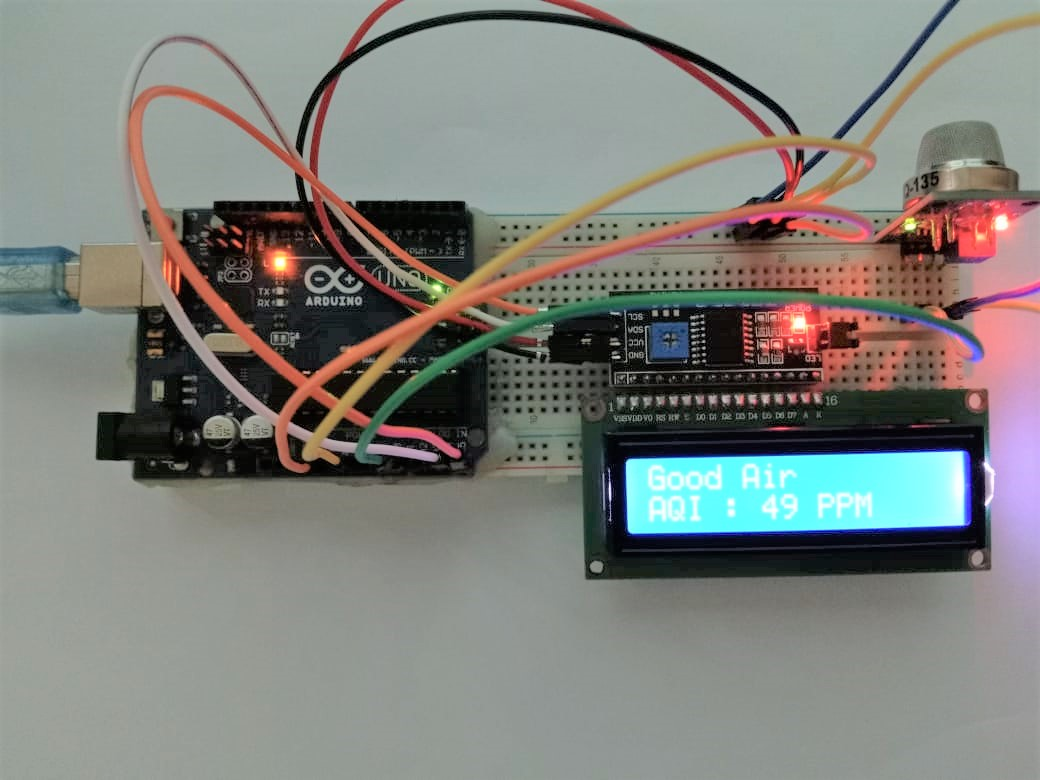 Q-135
UNO
TX
RX
ARDUINO
SCL
SDA
VCC
GND
LED
1
16
VSS VDD VO RS RW E D0 D1 D2 D3 D4 D5 D6 D7 A K
Good Air
AQI : 49 PPM